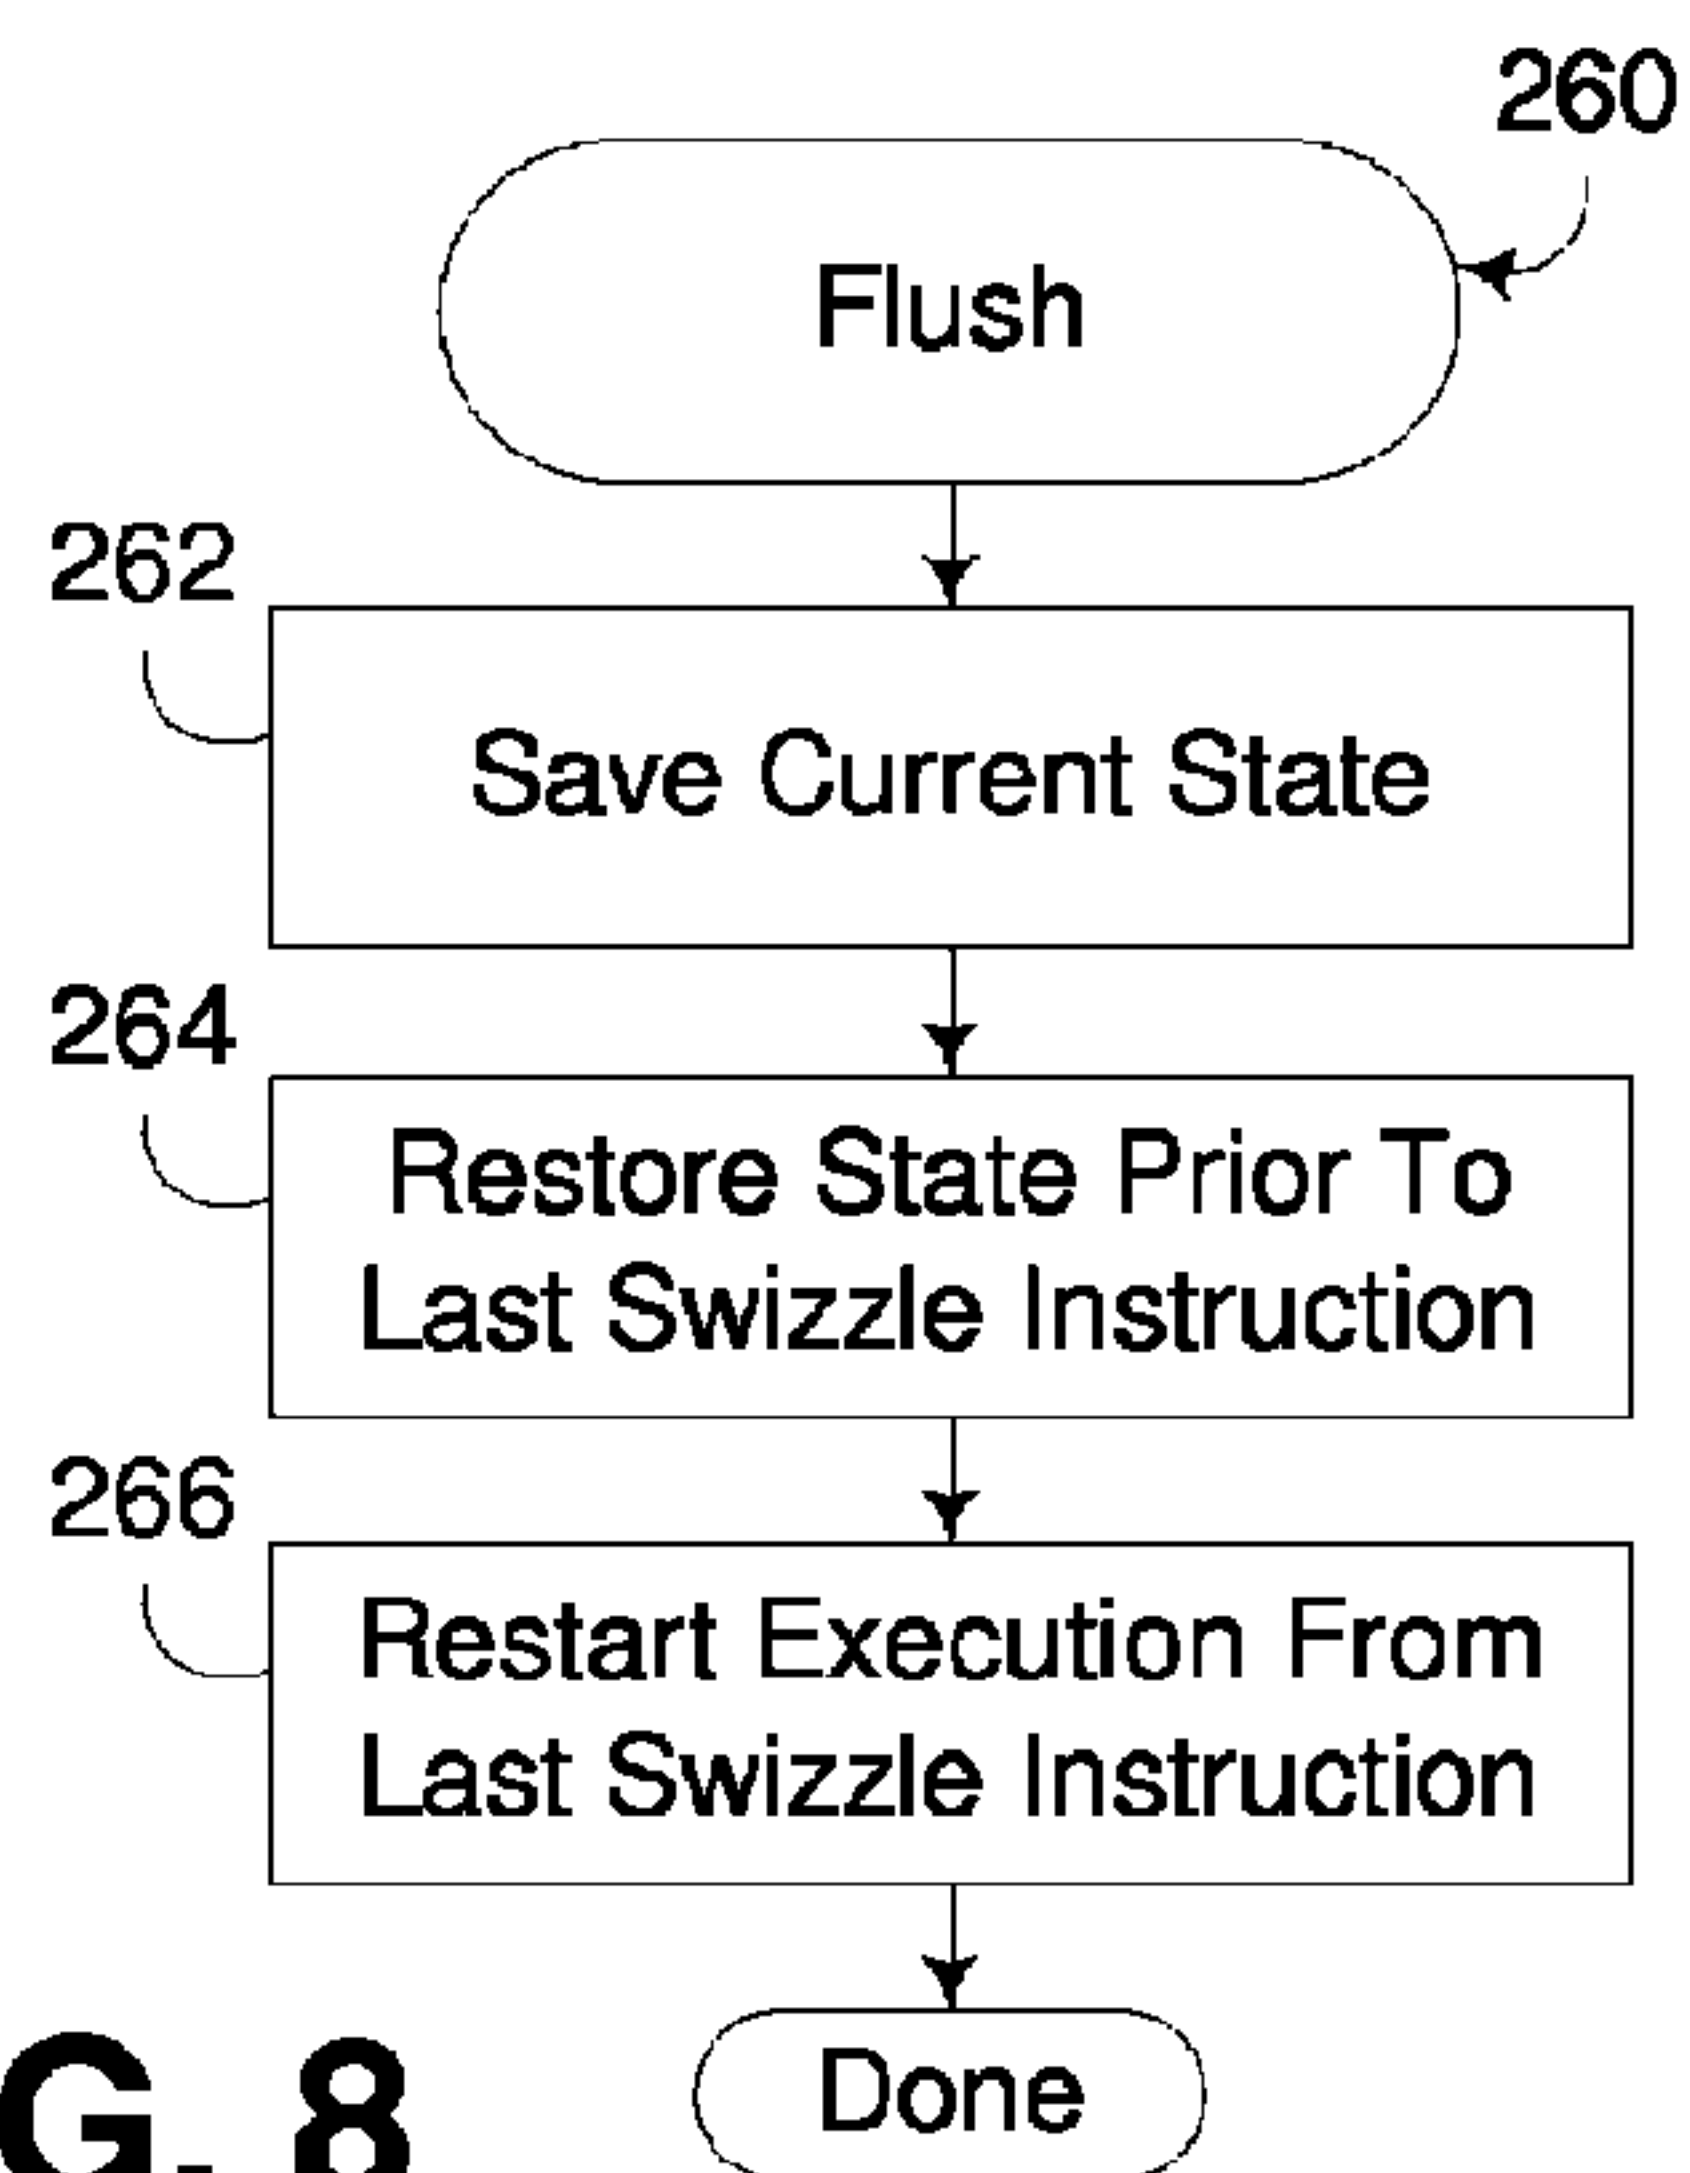 260
Flush
262
Save Current State
264
Restore State Prior To
Last Swizzle Instruction
266
Restart Execution From
Last Swizzle Instruction
Done
G. 8